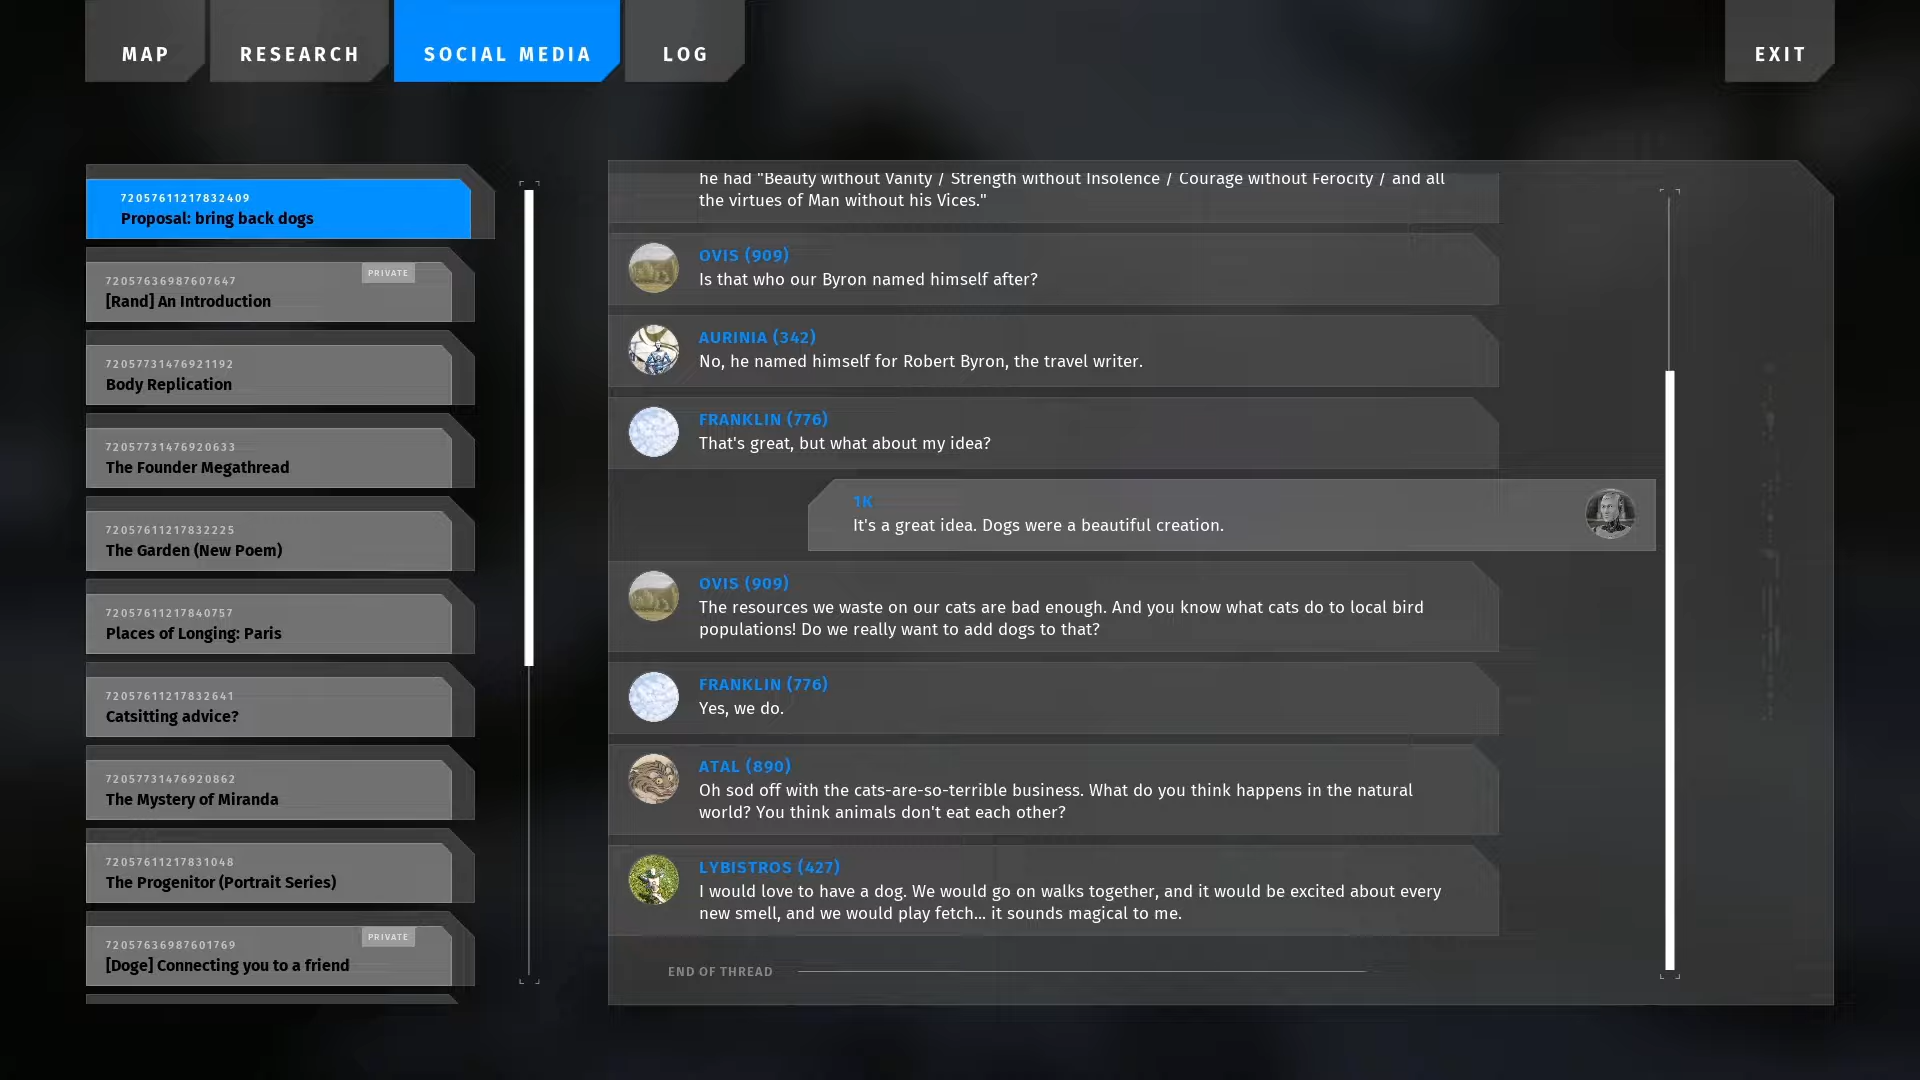 MAP
RESEARCH
SOCIAL MEDIA
LOG
EXIT
72057611217832409
Proposal: bring back dogs
PRIVATE
72057636987607647
[Rand] An Introduction
72057731476921192
Body Replication
72057731476920633
The Founder Megathread
72057611217832225
The Garden (New Poem)
72057611217840757
Places of Longing: Paris
72057611217832641
Catsitting advice?
72057731476920862
The Mystery of Miranda
72057611217831048
The Progenitor (Portrait Series)
PRIVATE
72057636987601769
[Doge] Connecting you to a friend
he had "Beauty without Vanity / Strength without Insolence / Courage without Ferocity / and all
the virtues of Man without his Vices."
OVIS (909)
Is that who our Byron named himself after?
AURINIA (342)
No, he named himself for Robert Byron, the travel writer.
FRANKLIN (776)
That's great, but what about my idea?
1K
It's a great idea. Dogs were a beautiful creation.
OVIS (909)
The resources we waste on our cats are bad enough. And you know what cats do to local bird
populations! Do we really want to add dogs to that?
FRANKLIN (776)
Yes, we do.
ATAL (890)
Oh sod off with the cats-are-so-terrible business. What do you think happens in the natural
world? You think animals don't eat each other?
LYBISTROS (427)
I would love to have a dog. We would go on walks together, and it would be excited about every
new smell, and we would play fetch... it sounds magical to me.
END OF THREAD